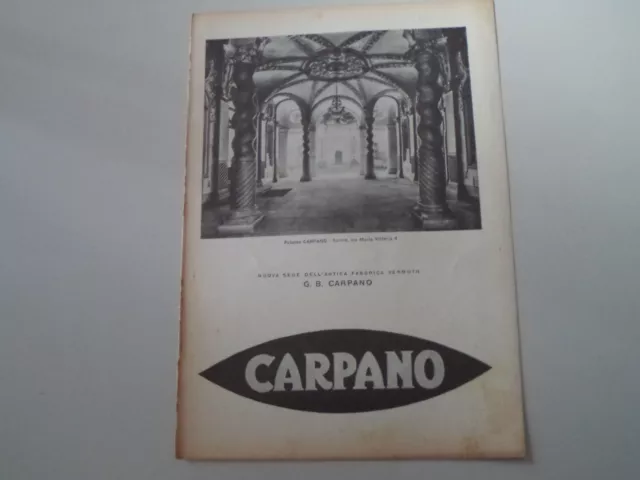 Palazzo CARPANO - Torino, via Maria Vittoria 4
NUOVA SEDE DELL'ANTICA FABBRICA VERMUTH
G. B. CARPANO
CARPANO